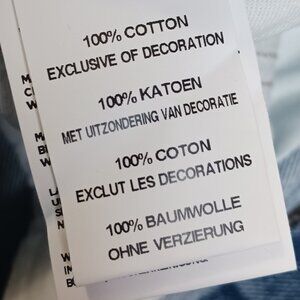 100% COTTON
EXCLUSIVE OF DECORATION
100% KATOEN
MET UITZONDERING VAN DECORATIE
100% COTON
EXCLUT LES DECORATIONS
100% BAUMWOLLE
OHNE VERZIERUNG